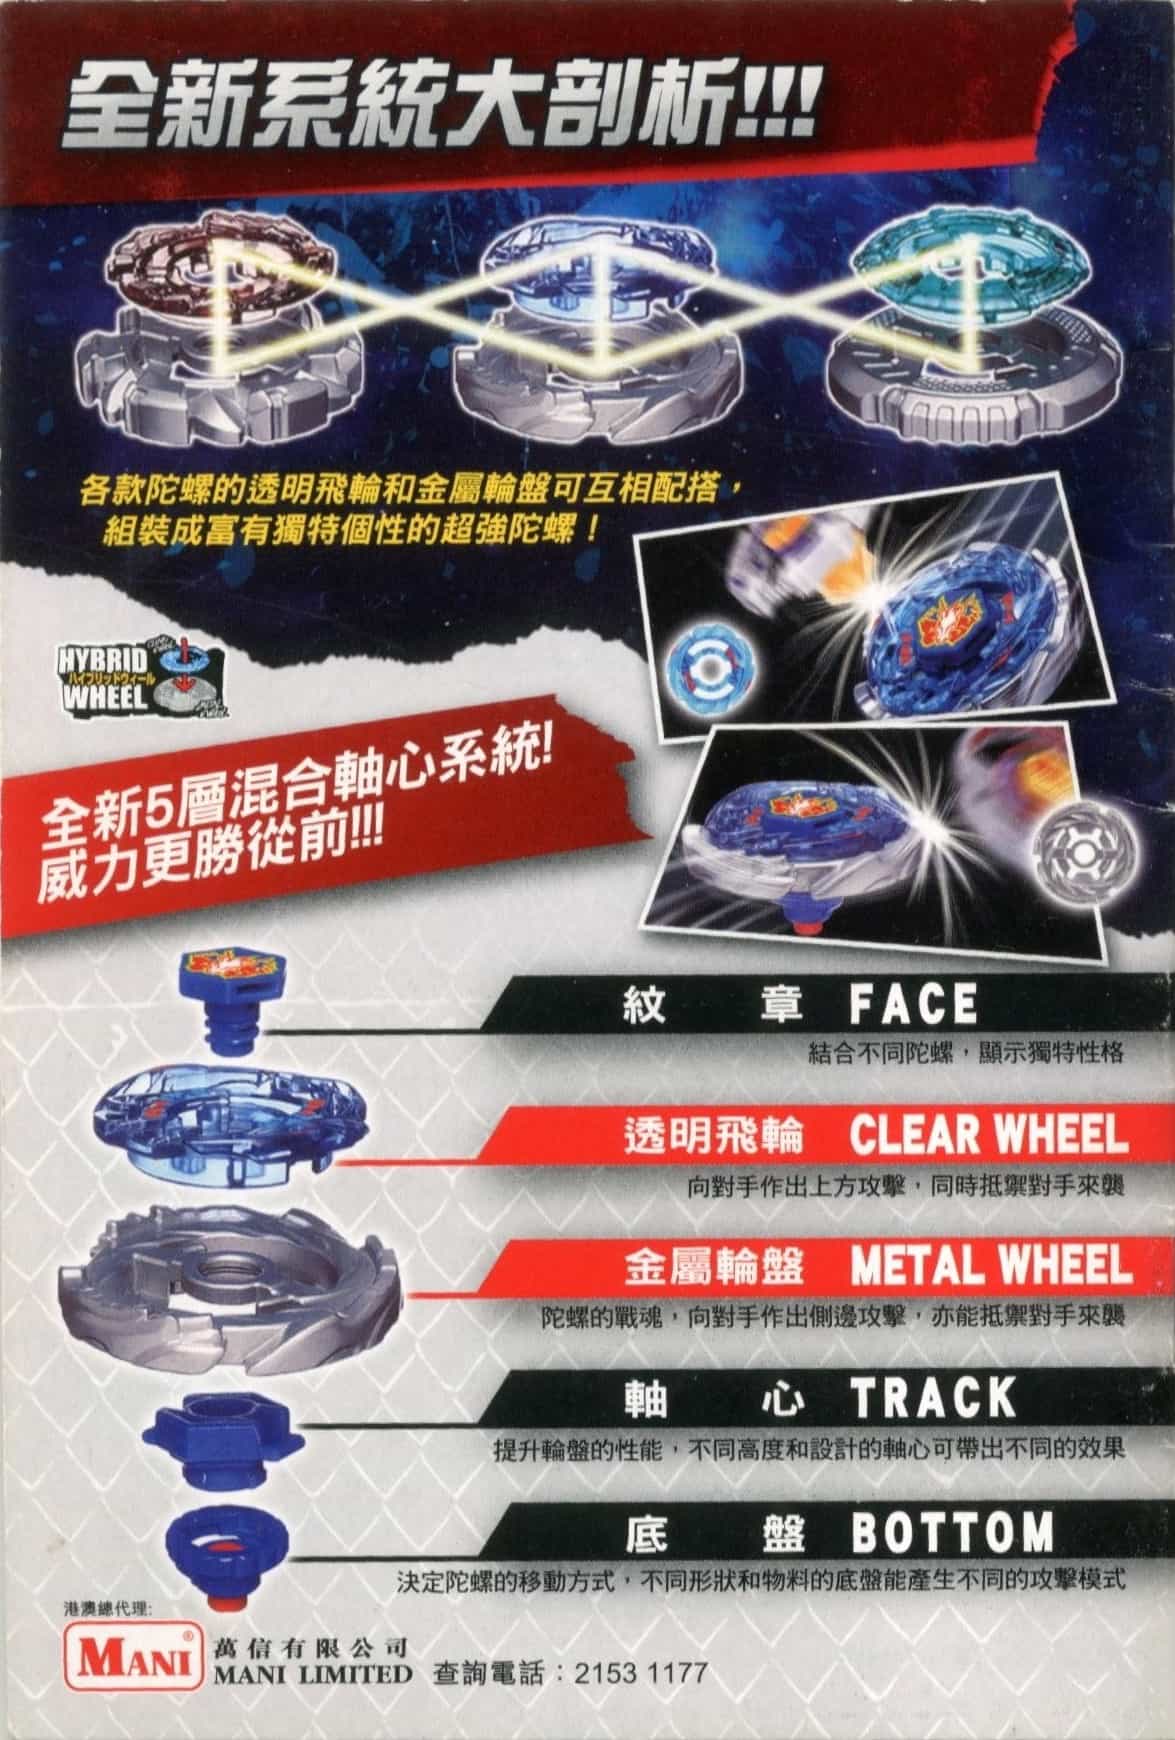 全新系統大剖析!!!
各款陀螺的透明飛輪和金屬輪盤可互相配搭，
組裝成富有獨特個性的超強陀螺！
HYBRID
ハイブリッドウィール
WHEEL
全新5層混合軸心系統!
威力更勝從前!!!
紋章 FACE
結合不同陀螺，顯示獨特性格
透明飛輪 CLEAR WHEEL
向對手作出上方攻擊，同時抵禦對手來襲
金屬輪盤 METAL WHEEL
陀螺的戰魂，向對手作出側邊攻擊，亦能抵禦對手來襲
軸心 TRACK
提升輪盤的性能，不同高度和設計的軸心可帶出不同的效果
底盤 BOTTOM
決定陀螺的移動方式，不同形狀和物料的底盤能產生不同的攻擊模式
港澳總代理:
MANI®
萬信有限公司
MANI LIMITED 查詢電話：2153 1177